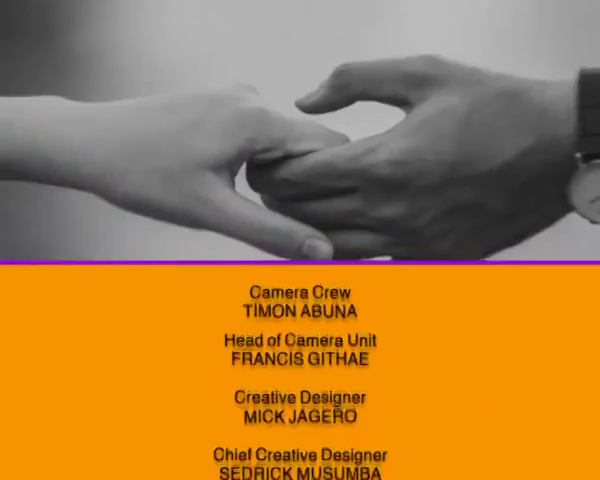 Camera Crew
TIMON ABUNA
Head of Camera Unit
FRANCIS GITHAE
Creative Designer
MICK JAGERO
Chief Creative Designer
SEDRICK MUSUMBA